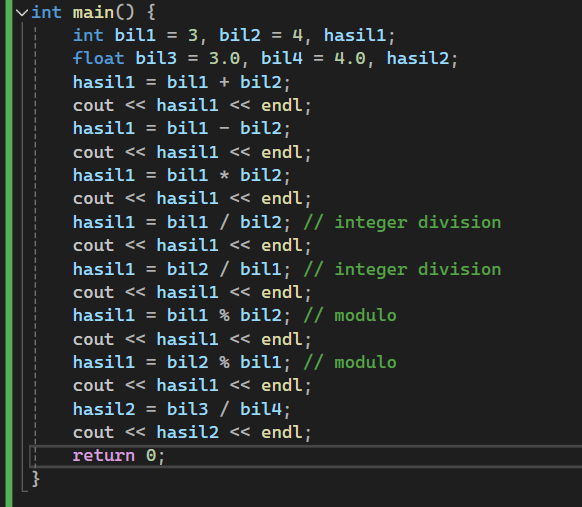 int main() {
    int bil1 = 3, bil2 = 4, hasil1;
    float bil3 = 3.0, bil4 = 4.0, hasil2;
    hasil1 = bil1 + bil2;
    cout << hasil1 << endl;
    hasil1 = bil1 - bil2;
    cout << hasil1 << endl;
    hasil1 = bil1 * bil2;
    cout << hasil1 << endl;
    hasil1 = bil1 / bil2; // integer division
    cout << hasil1 << endl;
    hasil1 = bil2 / bil1; // integer division
    cout << hasil1 << endl;
    hasil1 = bil1 % bil2; // modulo
    cout << hasil1 << endl;
    hasil1 = bil2 % bil1; // modulo
    cout << hasil1 << endl;
    hasil2 = bil3 / bil4;
    cout << hasil2 << endl;
    return 0;
}